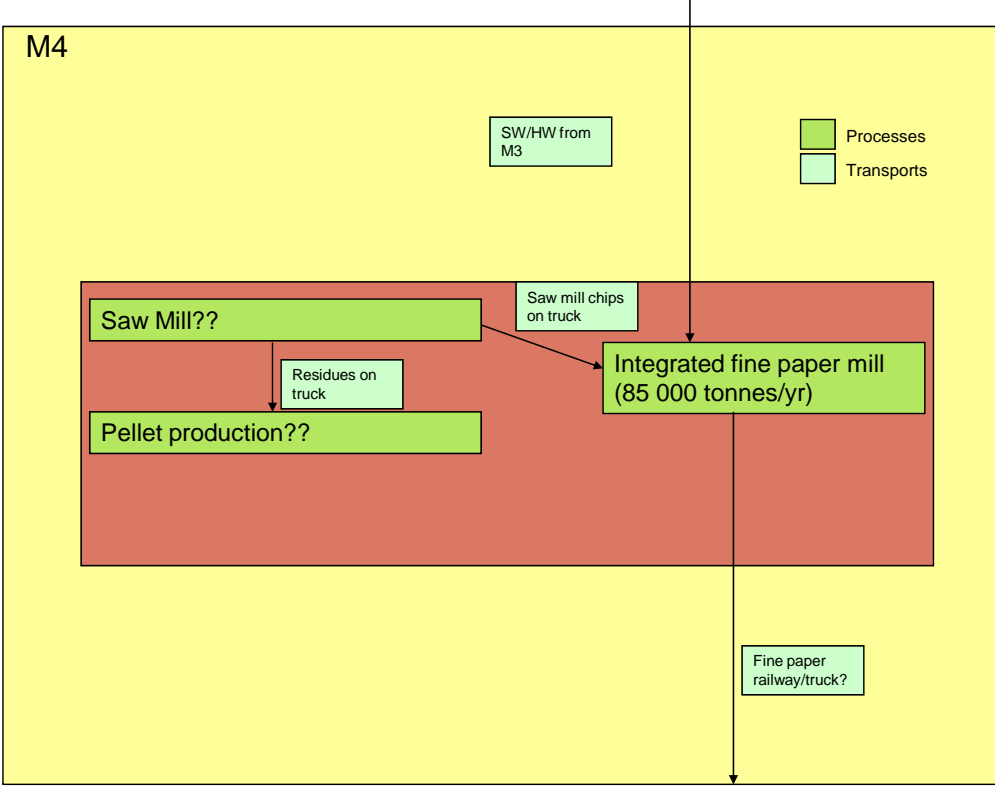 M4
SW/HW from
M3
Processes
Transports
Saw mill chips
on truck
Saw Mill??
Integrated fine paper mill
(85 000 tonnes/yr)
Residues on
truck
Pellet production??
Fine paper
railway/truck?